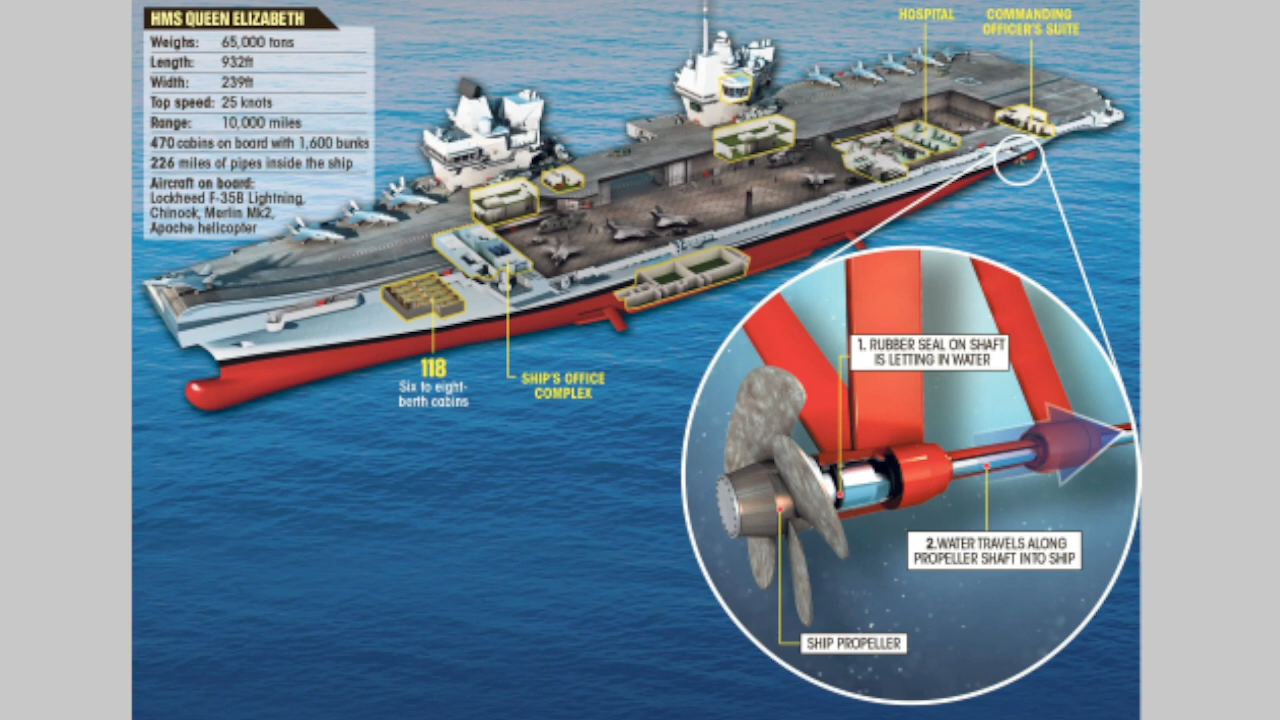 HMS QUEEN ELIZABETH
Weighs: 65,000 tons
Length: 932ft
Width: 239ft
Top speed: 25 knots
Range: 10,000 miles
470 cabins on board with 1,600 bunks
226 miles of pipes inside the ship
Aircraft on board:
Lockheed F-35B Lightning,
Chinook, Merlin Mk2,
Apache helicopter
HOSPITAL
COMMANDING
OFFICER'S SUITE
118
Six to eight-
berth cabins
SHIP'S OFFICE
COMPLEX
1. RUBBER SEAL ON SHAFT
IS LETTING IN WATER
2.WATER TRAVELS ALONG
PROPELLER SHAFT INTO SHIP
SHIP PROPELLER